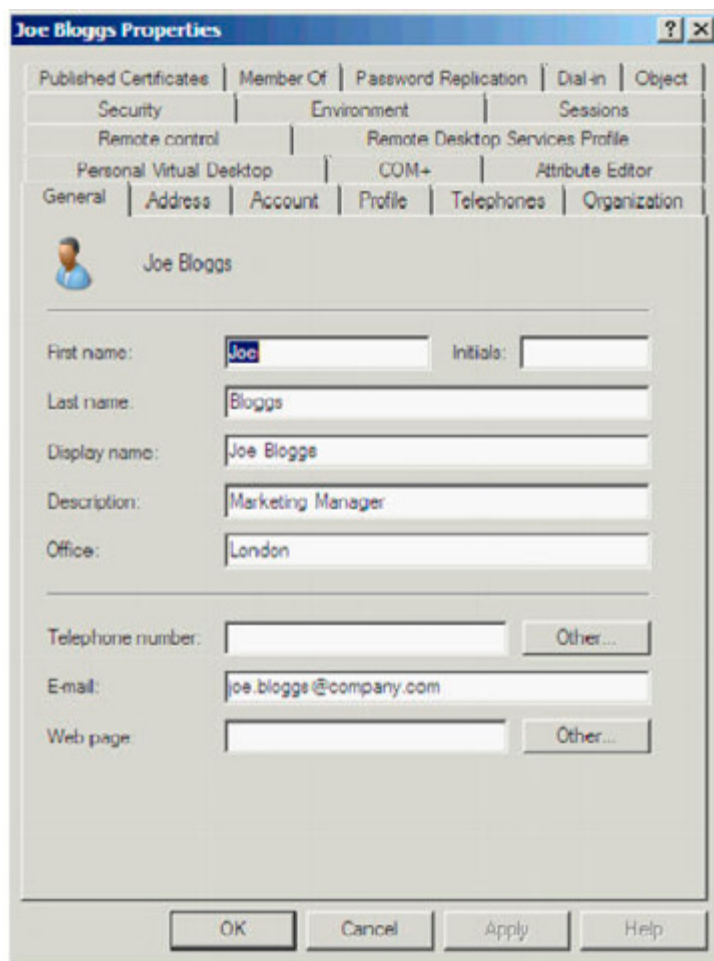 Joe Bloggs Properties
Published Certificates Member Of Password Replication Dial-in Object
Security Environment Sessions
Remote control Remote Desktop Services Profile
Personal Virtual Desktop COM+ Attribute Editor
General Address Account Profile Telephones Organization
Joe Bloggs
First name: Joe Initials:
Last name: Bloggs
Display name: Joe Bloggs
Description: Marketing Manager
Office: London
Telephone number: Other...
E-mail: joe.bloggs@company.com
Web page: Other...
OK Cancel Apply Help